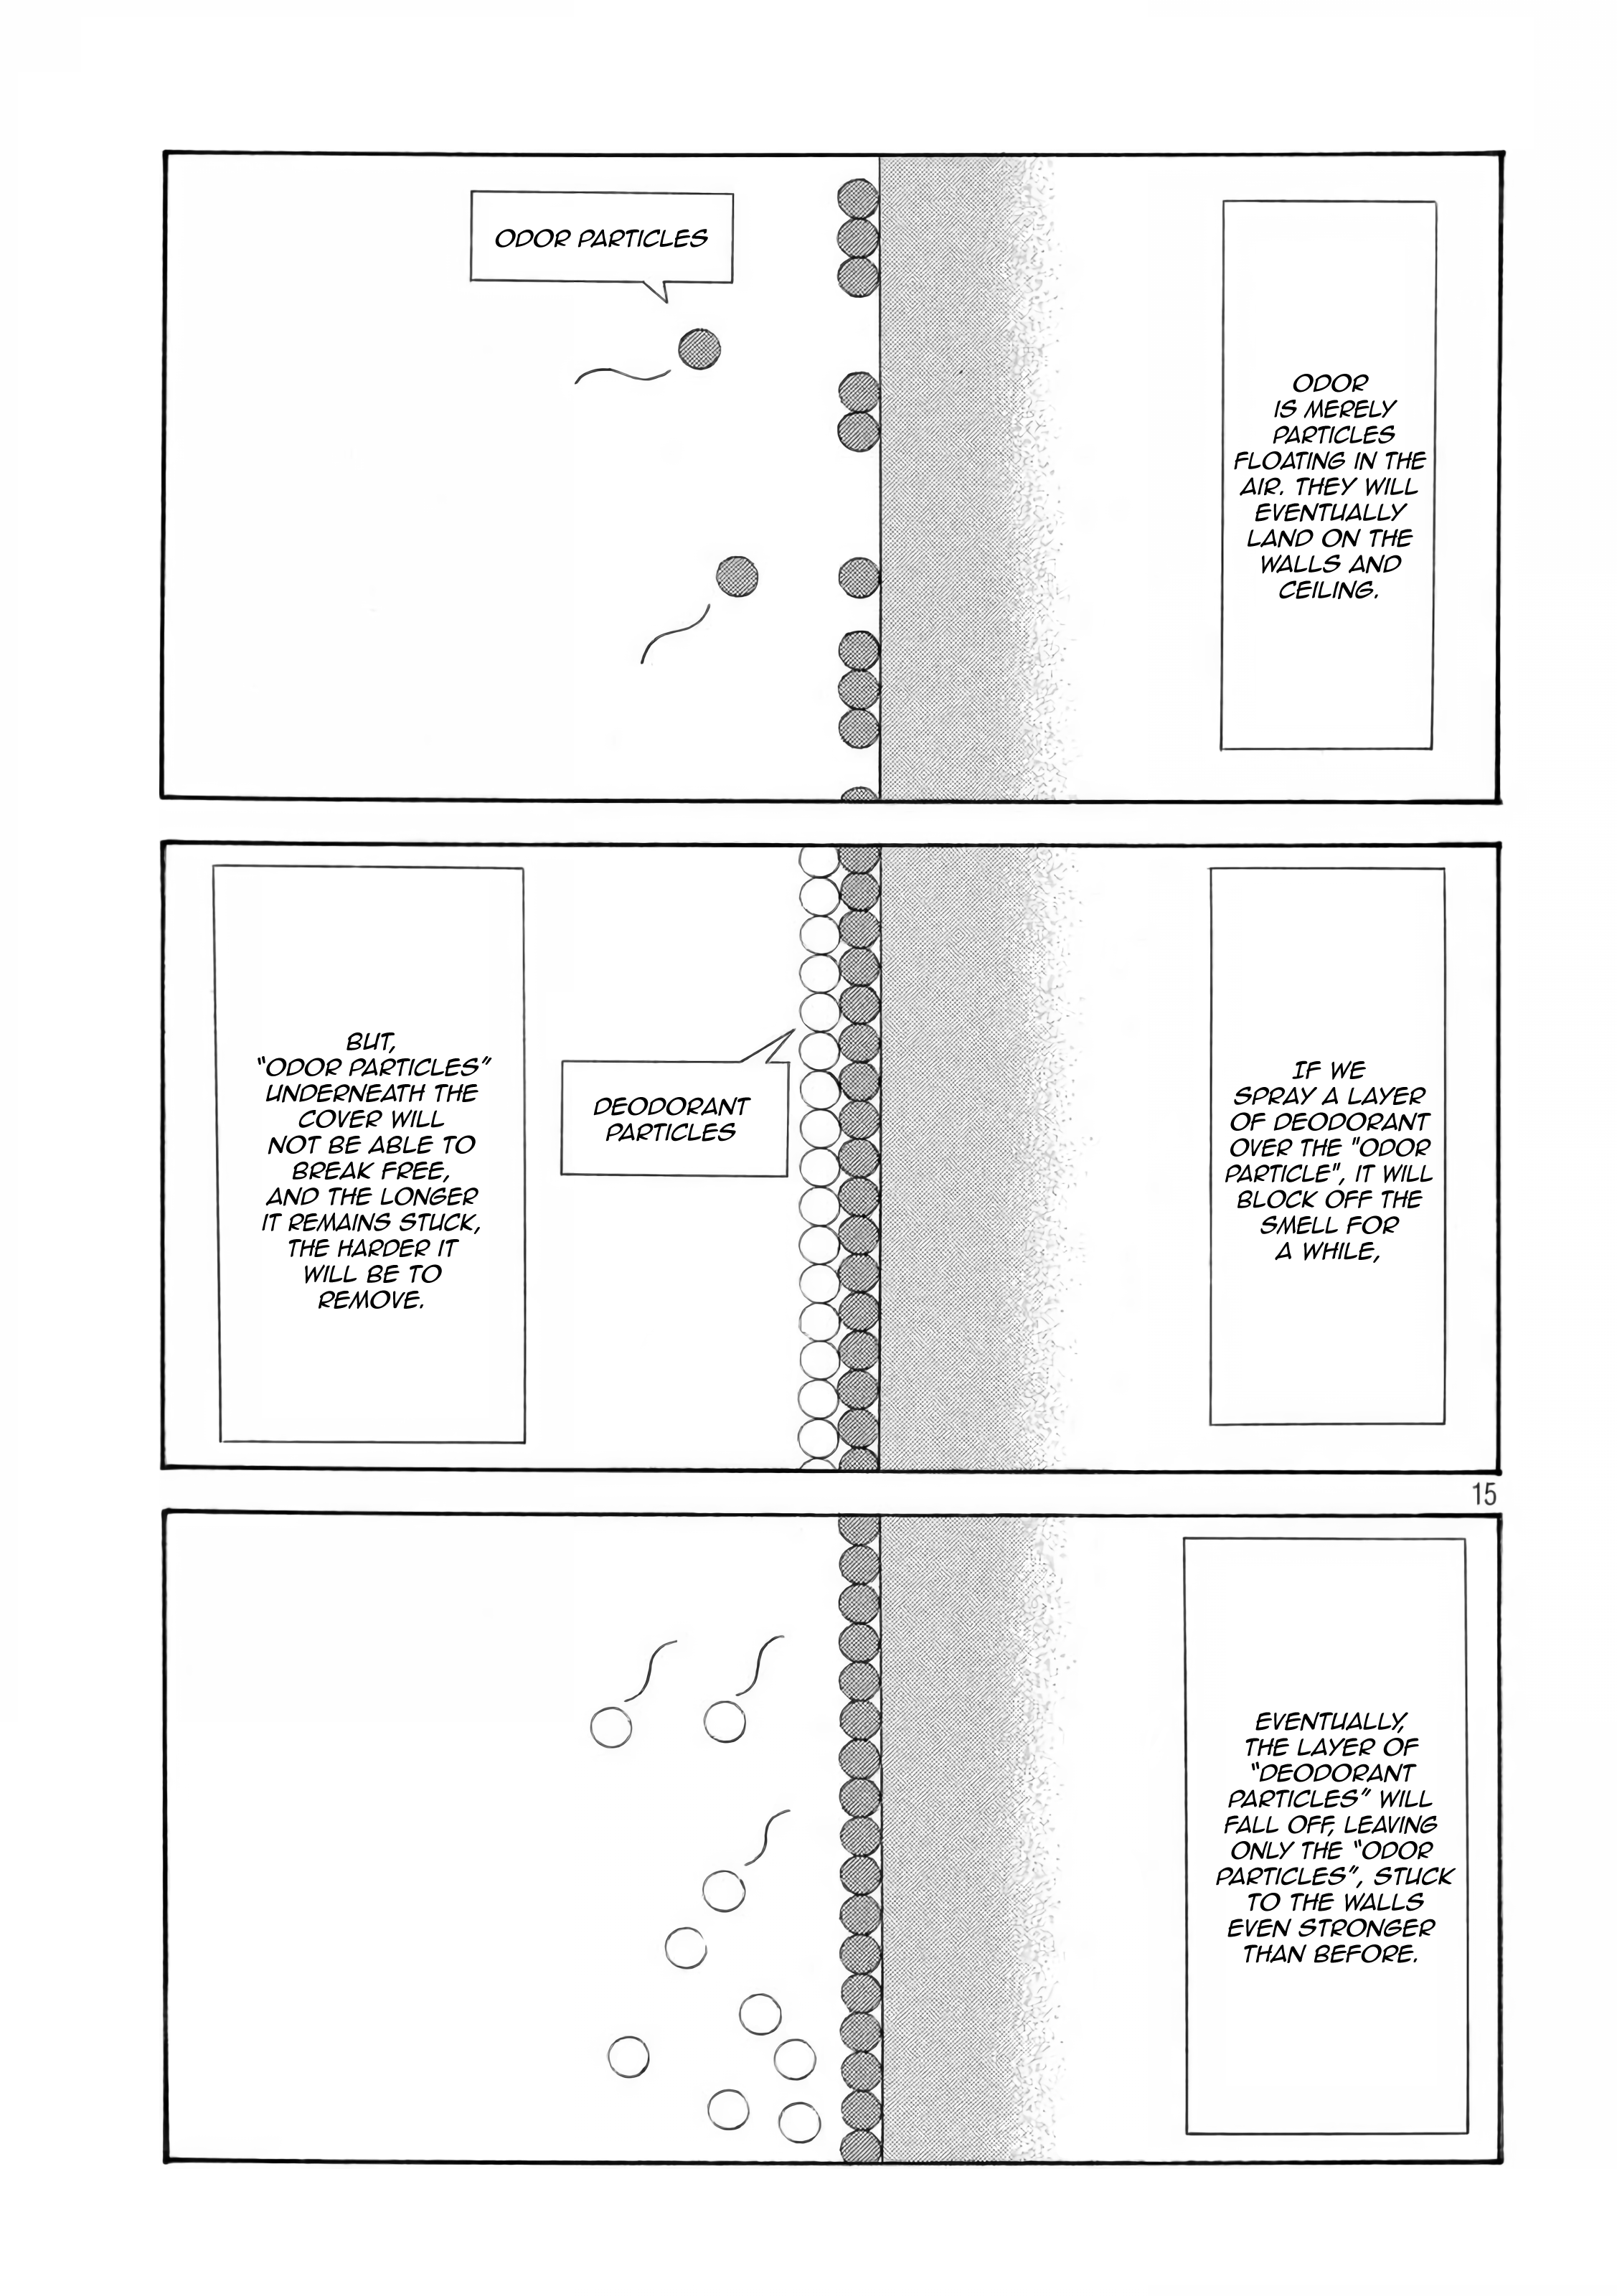 ODOR
IS MERELY
PARTICLES
FLOATING IN THE
AIR. THEY WILL
EVENTUALLY
LAND ON THE
WALLS AND
CEILING.
ODOR PARTICLES
IF WE
SPRAY A LAYER
OF DEODORANT
OVER THE "ODOR
PARTICLE", IT WILL
BLOCK OFF THE
SMELL FOR
A WHILE,
DEODORANT
PARTICLES
BUT,
"ODOR PARTICLES"
UNDERNEATH THE
COVER WILL
NOT BE ABLE TO
BREAK FREE,
AND THE LONGER
IT REMAINS STUCK,
THE HARDER IT
WILL BE TO
REMOVE.
15
EVENTUALLY,
THE LAYER OF
"DEODORANT
PARTICLES" WILL
FALL OFF, LEAVING
ONLY THE "ODOR
PARTICLES", STUCK
TO THE WALLS
EVEN STRONGER
THAN BEFORE.